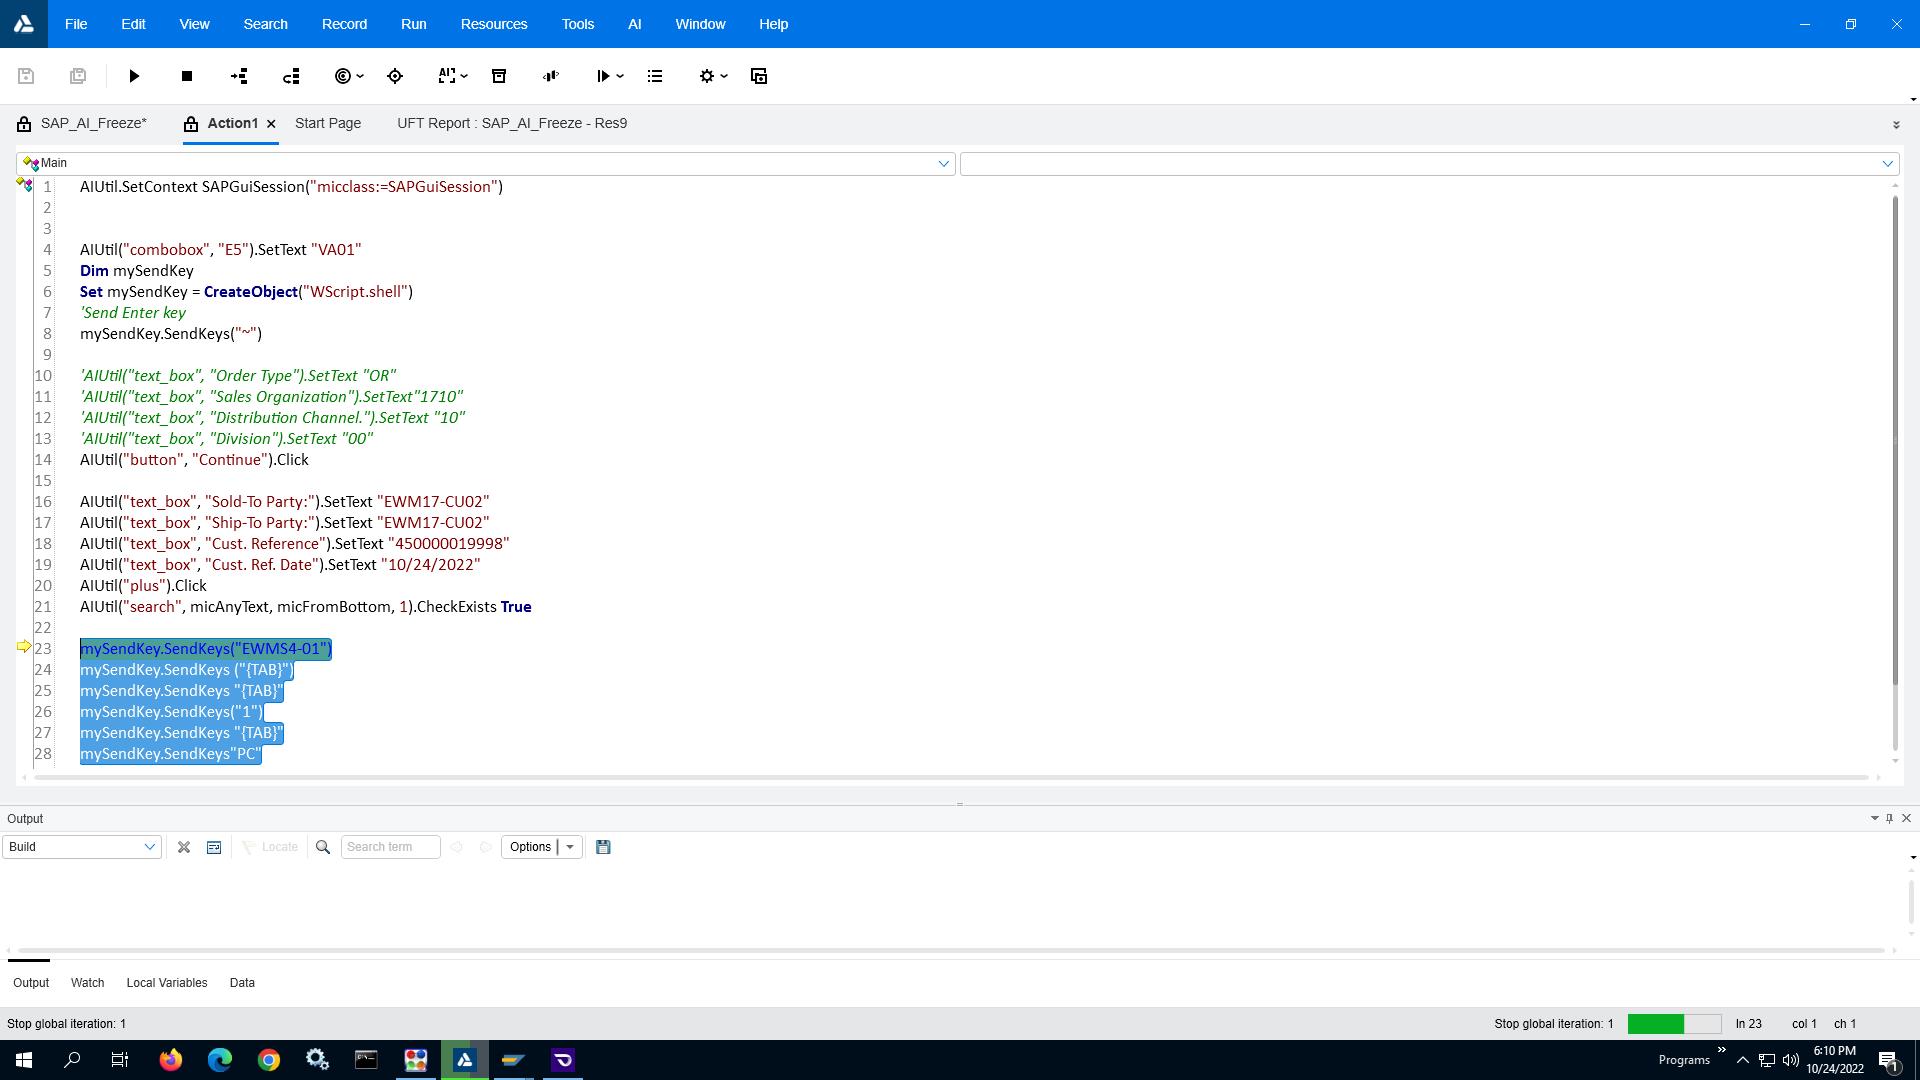 File Edit View Search Record Run Resources Tools AI Window Help
AI
SAP_AI_Freeze* Action1 Start Page UFT Report : SAP_AI_Freeze - Res9
Main
1 AIUtil.SetContext SAPGuiSession("micclass:=SAPGuiSession")
2
3
4 AIUtil("combobox", "E5").SetText "VA01"
5 Dim mySendKey
6 Set mySendKey = CreateObject("WScript.shell")
7 'Send Enter key
8 mySendKey.SendKeys("~")
9
10 'AIUtil("text_box", "Order Type").SetText "OR"
11 'AIUtil("text_box", "Sales Organization").SetText"1710"
12 'AIUtil("text_box", "Distribution Channel.").SetText "10"
13 'AIUtil("text_box", "Division").SetText "00"
14 AIUtil("button", "Continue").Click
15
16 AIUtil("text_box", "Sold-To Party:").SetText "EWM17-CU02"
17 AIUtil("text_box", "Ship-To Party:").SetText "EWM17-CU02"
18 AIUtil("text_box", "Cust. Reference").SetText "450000019998"
19 AIUtil("text_box", "Cust. Ref. Date").SetText "10/24/2022"
20 AIUtil("plus").Click
21 AIUtil("search", micAnyText, micFromBottom, 1).CheckExists True
22
23 mySendKey.SendKeys("EWMS4-01")
24 mySendKey.SendKeys ("{TAB}")
25 mySendKey.SendKeys "{TAB}"
26 mySendKey.SendKeys("1")
27 mySendKey.SendKeys "{TAB}"
28 mySendKey.SendKeys"PC"
Output
Build Locate Search term Options
Output Watch Local Variables Data
Stop global iteration: 1 Stop global iteration: 1 ln 23 col 1 ch 1
Programs 6:10 PM
10/24/2022 1